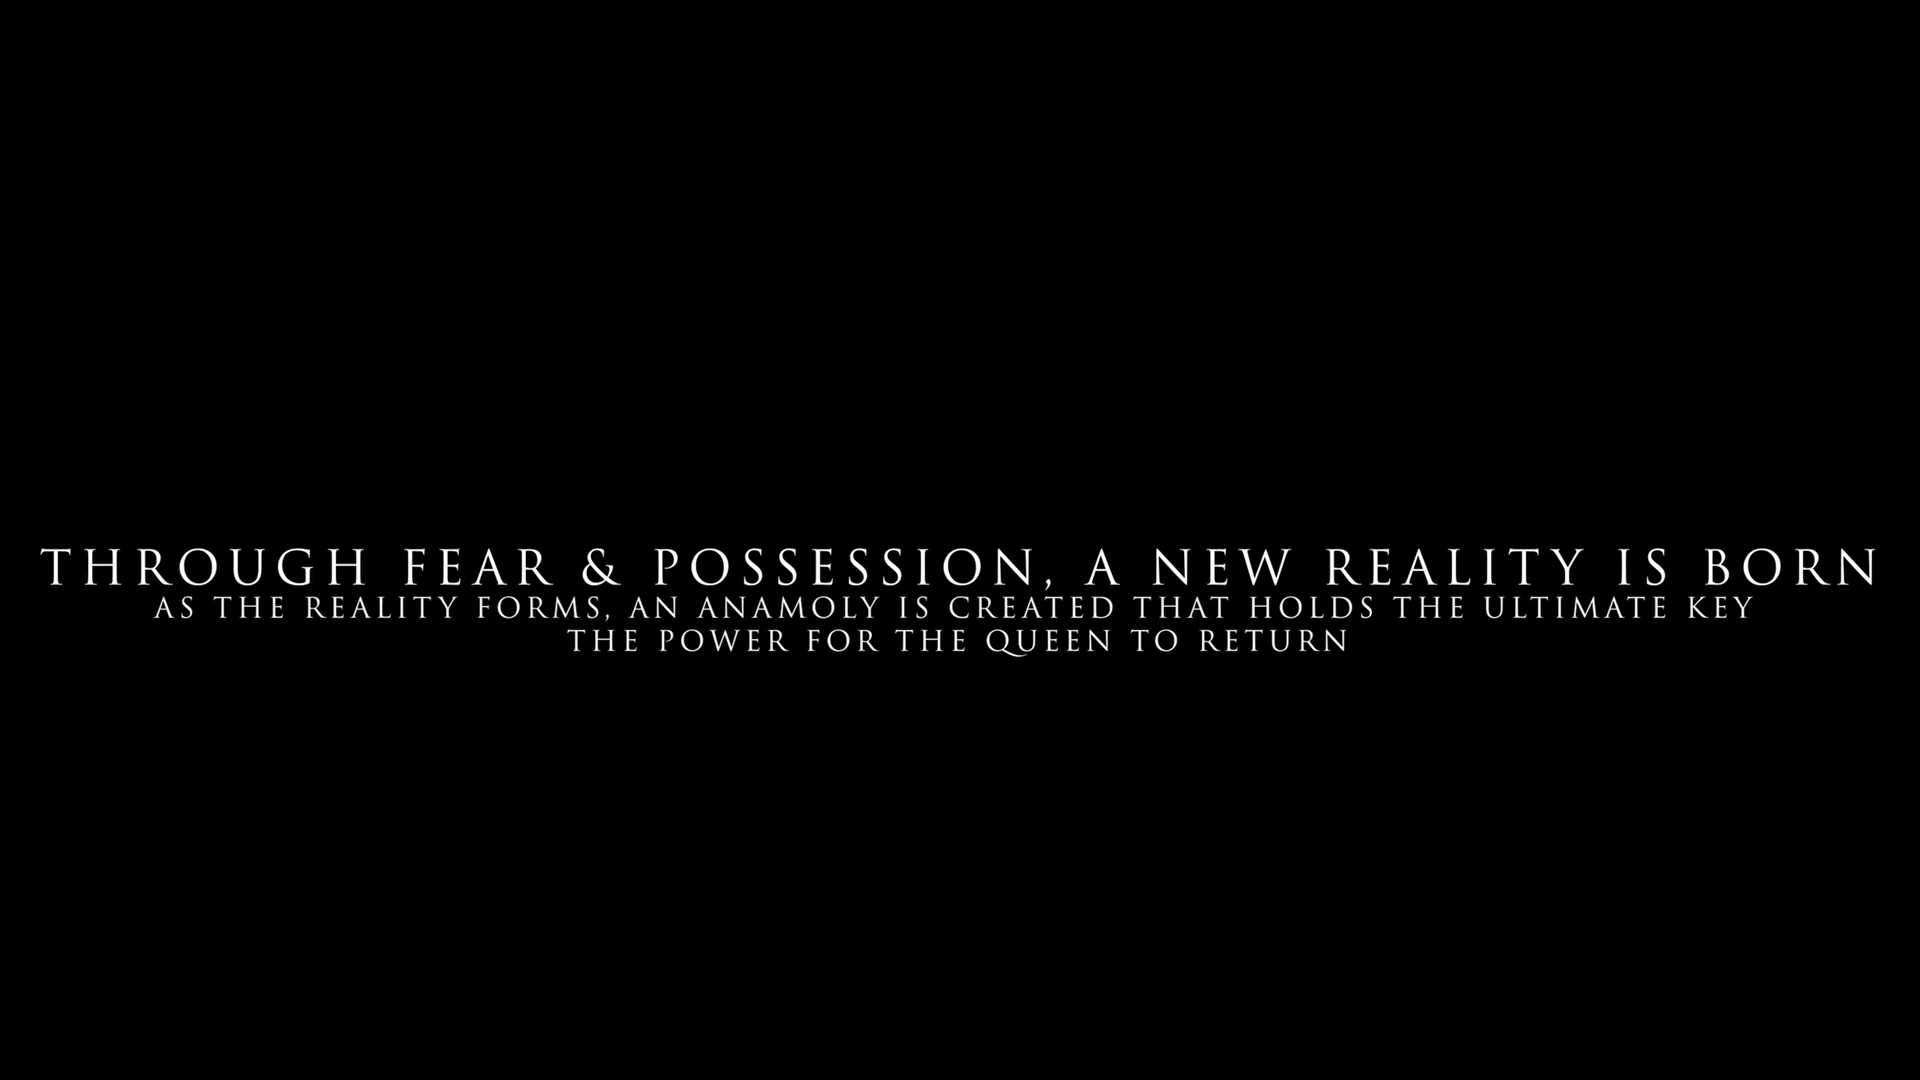 THROUGH FEAR & POSSESSION, A NEW REALITY IS BORN
AS THE REALITY FORMS, AN ANAMOLY IS CREATED THAT HOLDS THE ULTIMATE KEY
THE POWER FOR THE QUEEN TO RETURN